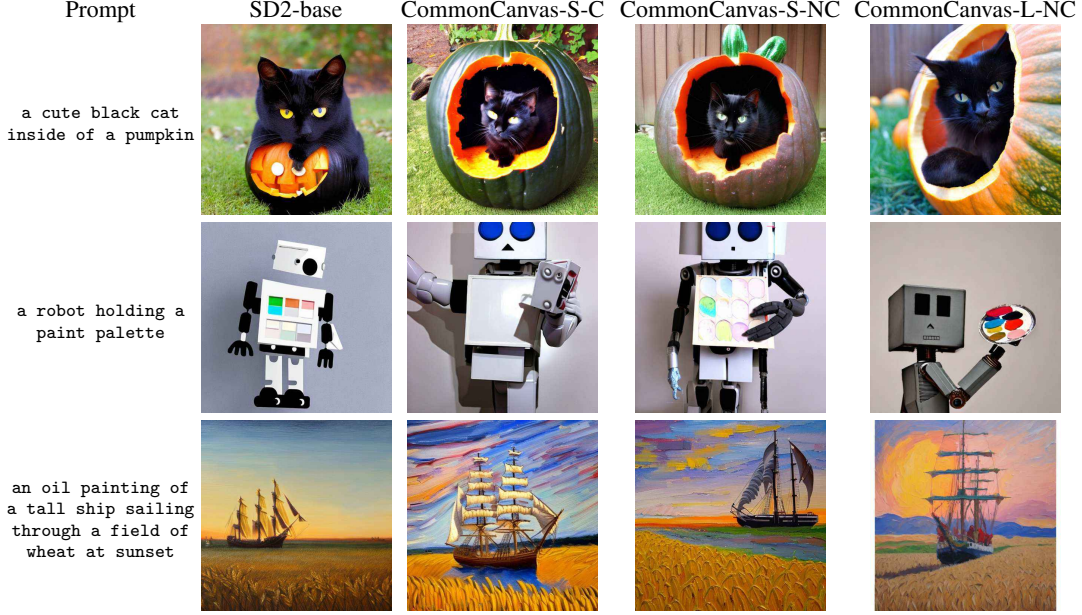 Prompt SD2-base CommonCanvas-S-C CommonCanvas-S-NC CommonCanvas-L-NC
a cute black cat
inside of a pumpkin
a robot holding a
paint palette
an oil painting of
a tall ship sailing
through a field of
wheat at sunset